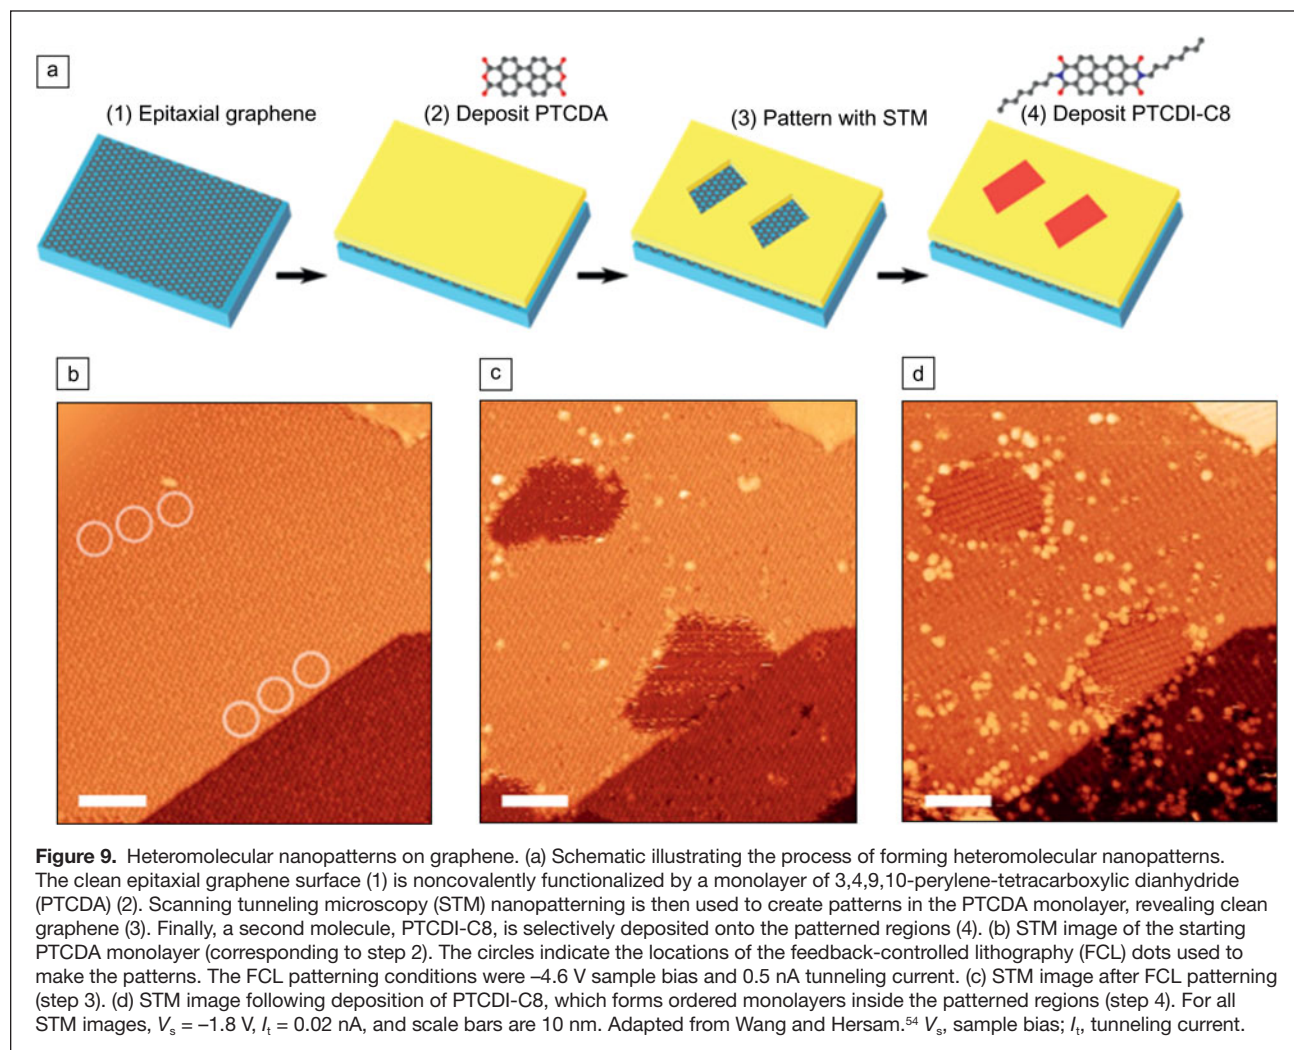 a
(1) Epitaxial graphene
(2) Deposit PTCDA
(3) Pattern with STM
(4) Deposit PTCDI-C8
b
c
d
Figure 9. Heteromolecular nanopatterns on graphene. (a) Schematic illustrating the process of forming heteromolecular nanopatterns.
The clean epitaxial graphene surface (1) is noncovalently functionalized by a monolayer of 3,4,9,10-perylene-tetracarboxylic dianhydride
(PTCDA) (2). Scanning tunneling microscopy (STM) nanopatterning is then used to create patterns in the PTCDA monolayer, revealing clean
graphene (3). Finally, a second molecule, PTCDI-C8, is selectively deposited onto the patterned regions (4). (b) STM image of the starting
PTCDA monolayer (corresponding to step 2). The circles indicate the locations of the feedback-controlled lithography (FCL) dots used to
make the patterns. The FCL patterning conditions were –4.6 V sample bias and 0.5 nA tunneling current. (c) STM image after FCL patterning
(step 3). (d) STM image following deposition of PTCDI-C8, which forms ordered monolayers inside the patterned regions (step 4). For all
STM images, Vs = –1.8 V, It = 0.02 nA, and scale bars are 10 nm. Adapted from Wang and Hersam.54 Vs, sample bias; It, tunneling current.